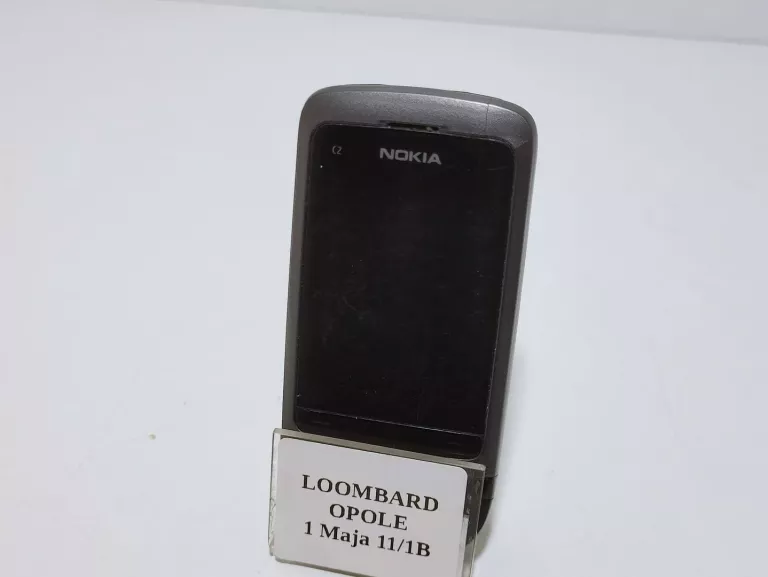 C2 NOKIA
LOOMBARD
OPOLE
1 Maja 11/1B